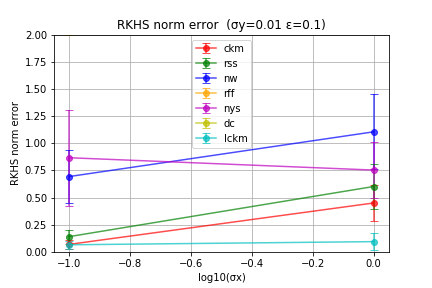 RKHS norm error (σy=0.01 ε=0.1)
2.00
1.75
1.50
1.25
1.00
0.75
0.50
0.25
0.00
RKHS norm error
ckm
rss
nw
rff
nys
dc
lckm
−1.0 −0.8 −0.6 −0.4 −0.2 0.0
log10(σx)